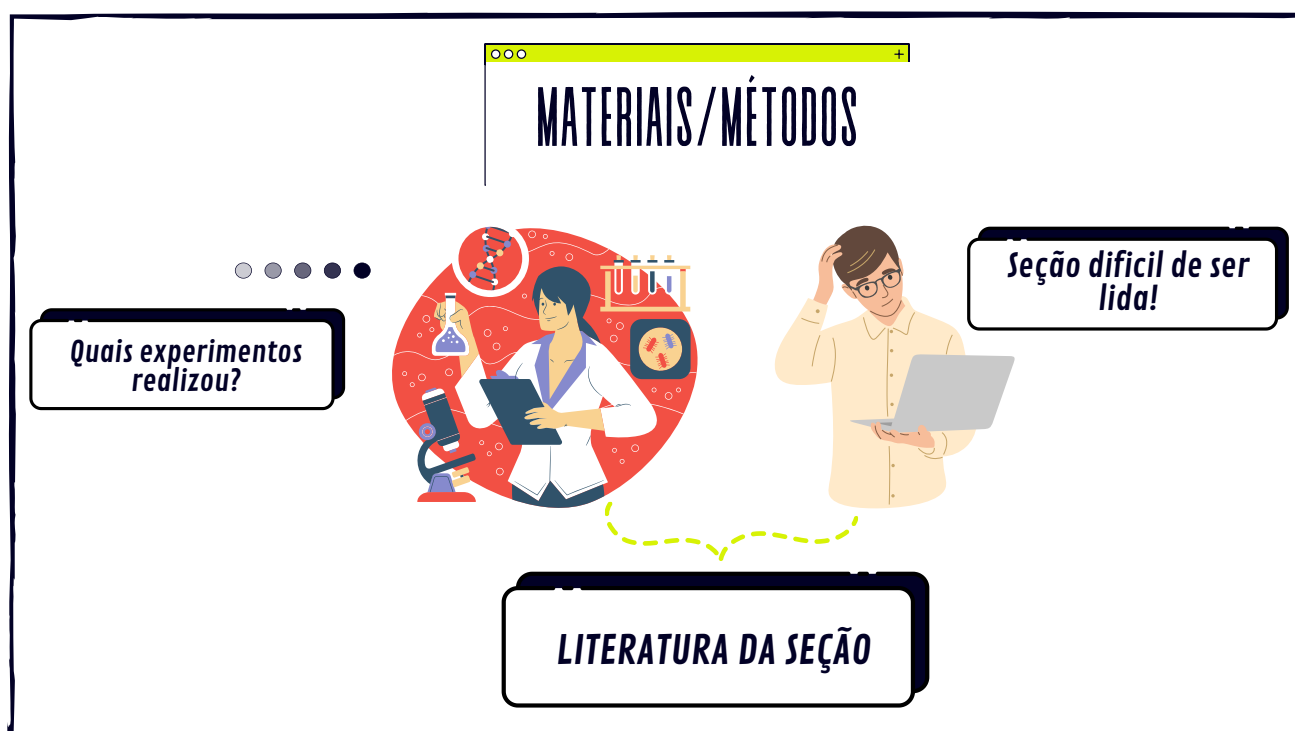 MATERIAIS/MÉTODOS
Quais experimentos
realizou?
Seção dificil de ser
lida!
LITERATURA DA SEÇÃO